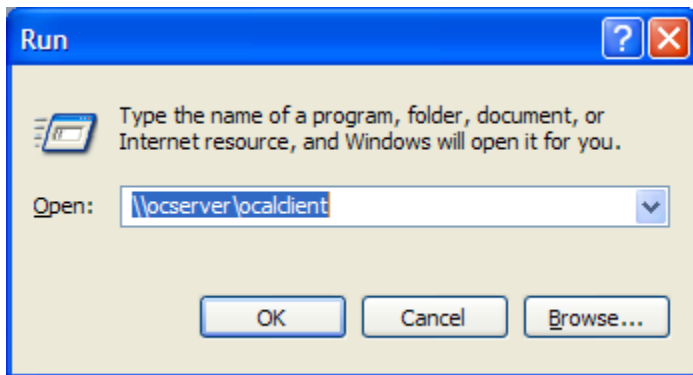 Run
Type the name of a program, folder, document, or
Internet resource, and Windows will open it for you.
Open: \\ocserver\ocalclient
OK Cancel Browse...